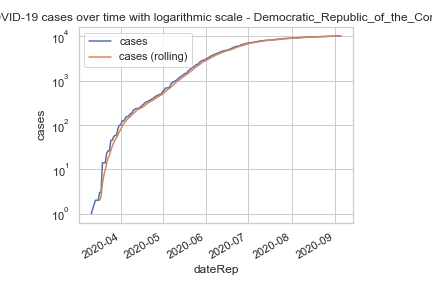 VID-19 cases over time with logarithmic scale - Democratic_Republic_of_the_Con
cases
cases (rolling)
10⁴
10³
10²
10¹
10⁰
cases
2020-04
2020-05
2020-06
2020-07
2020-08
2020-09
dateRep